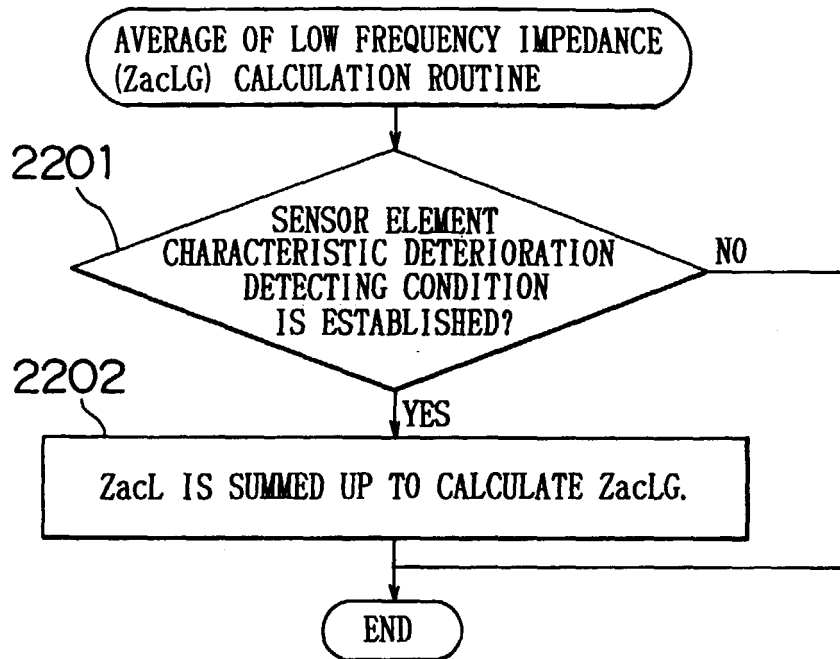 AVERAGE OF LOW FREQUENCY IMPEDANCE
(ZacLG) CALCULATION ROUTINE
2201
SENSOR ELEMENT
CHARACTERISTIC DETERIORATION
DETECTING CONDITION
IS ESTABLISHED?
NO
YES
2202
ZacL IS SUMMED UP TO CALCULATE ZacLG.
END